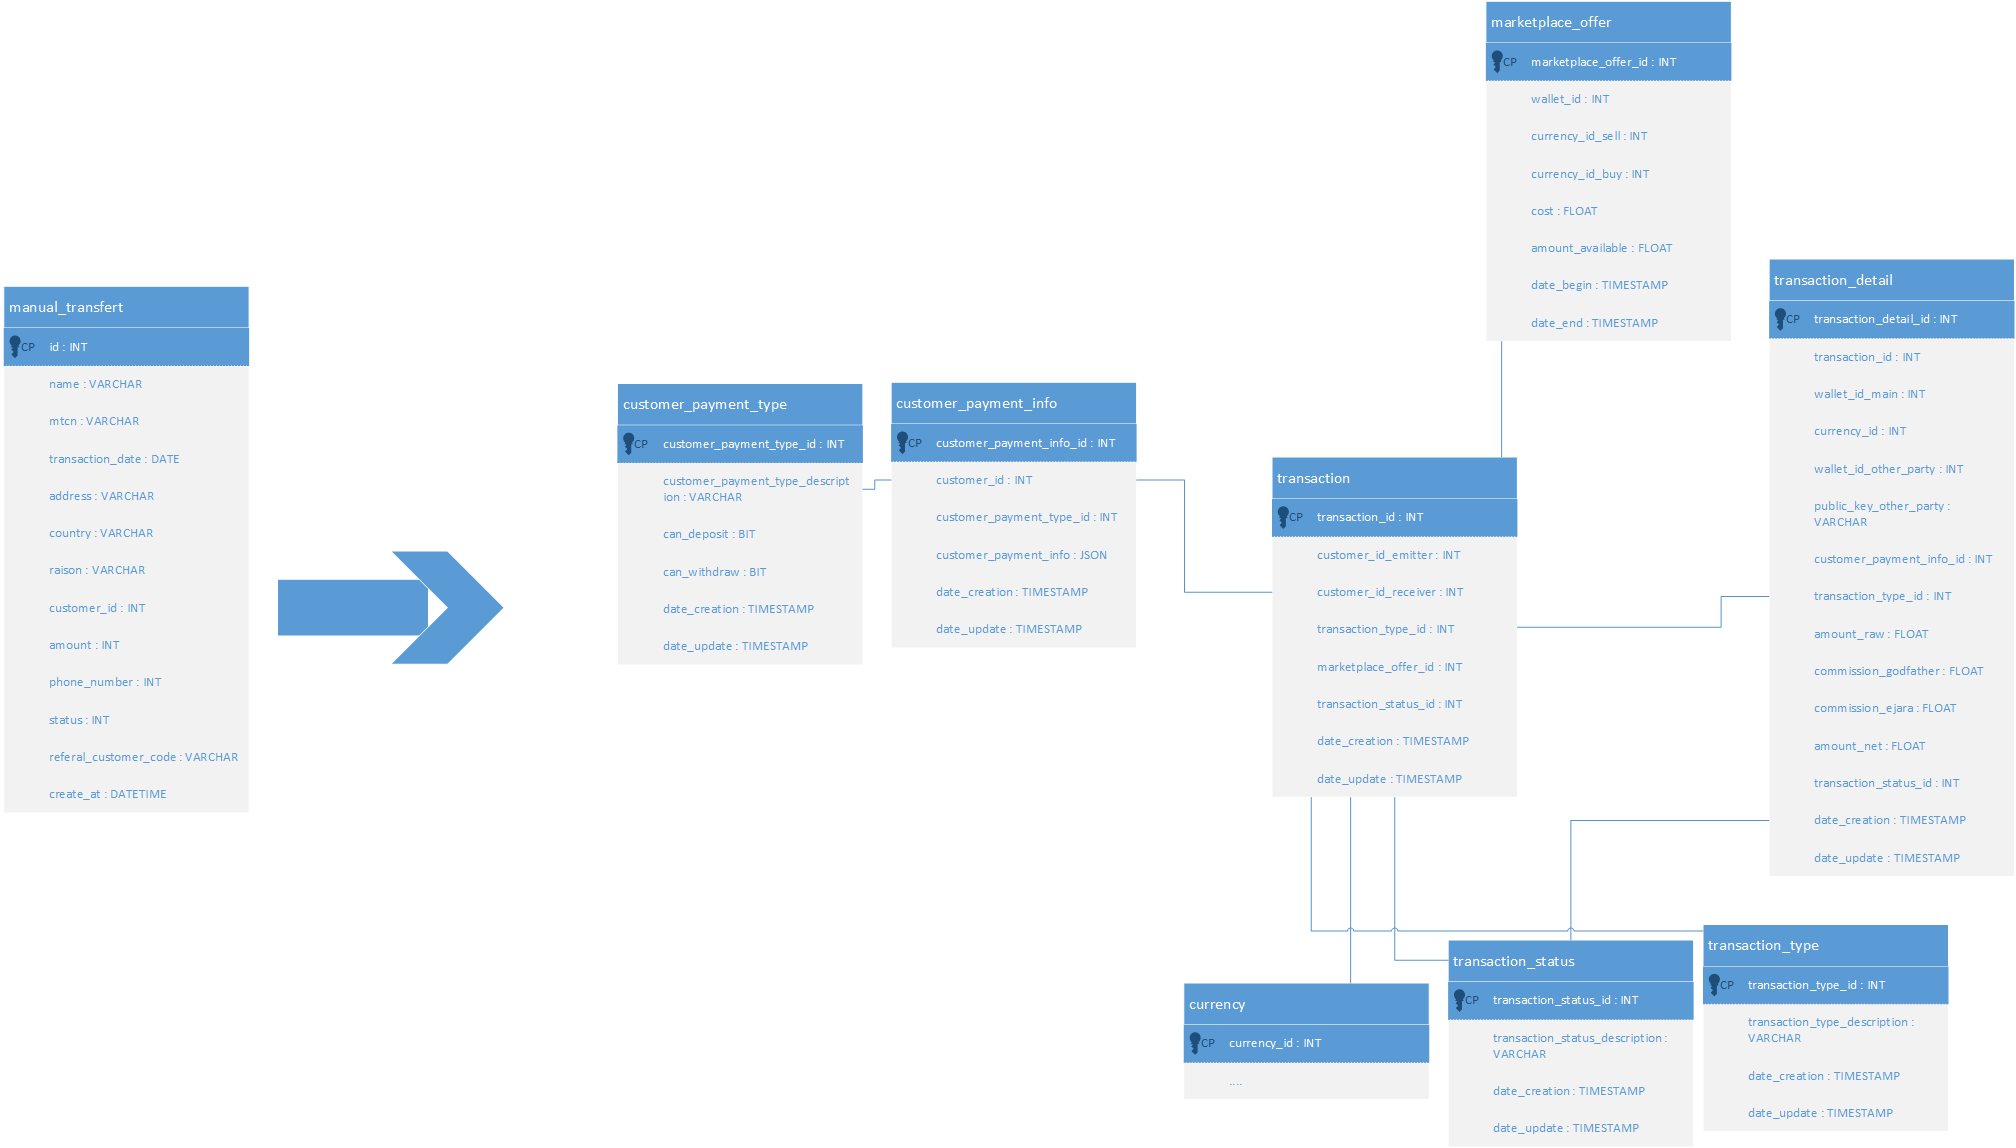 manual_transfert
CP id : INT
name : VARCHAR
mtcn : VARCHAR
transaction_date : DATE
address : VARCHAR
country : VARCHAR
raison : VARCHAR
customer_id : INT
amount : INT
phone_number : INT
status : INT
referal_customer_code : VARCHAR
create_at : DATETIME
customer_payment_type
CP customer_payment_type_id : INT
customer_payment_type_descript
ion : VARCHAR
can_deposit : BIT
can_withdraw : BIT
date_creation : TIMESTAMP
date_update : TIMESTAMP
customer_payment_info
CP customer_payment_info_id : INT
customer_id : INT
customer_payment_type_id : INT
customer_payment_info : JSON
date_creation : TIMESTAMP
date_update : TIMESTAMP
transaction
CP transaction_id : INT
customer_id_emitter : INT
customer_id_receiver : INT
transaction_type_id : INT
marketplace_offer_id : INT
transaction_status_id : INT
date_creation : TIMESTAMP
date_update : TIMESTAMP
marketplace_offer
CP marketplace_offer_id : INT
wallet_id : INT
currency_id_sell : INT
currency_id_buy : INT
cost : FLOAT
amount_available : FLOAT
date_begin : TIMESTAMP
date_end : TIMESTAMP
transaction_detail
CP transaction_detail_id : INT
transaction_id : INT
wallet_id_main : INT
currency_id : INT
wallet_id_other_party : INT
public_key_other_party :
VARCHAR
customer_payment_info_id : INT
transaction_type_id : INT
amount_raw : FLOAT
commission_godfather : FLOAT
commission_ejara : FLOAT
amount_net : FLOAT
transaction_status_id : INT
date_creation : TIMESTAMP
date_update : TIMESTAMP
currency
CP currency_id : INT
....
transaction_status
CP transaction_status_id : INT
transaction_status_description :
VARCHAR
date_creation : TIMESTAMP
date_update : TIMESTAMP
transaction_type
CP transaction_type_id : INT
transaction_type_description :
VARCHAR
date_creation : TIMESTAMP
date_update : TIMESTAMP